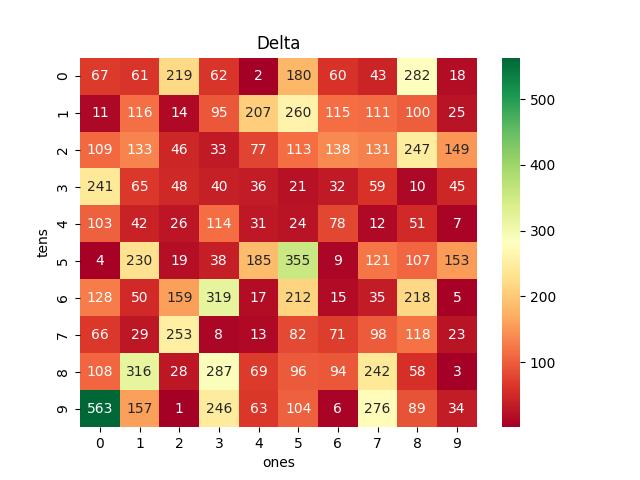 Delta
tens
0 67 61 219 62 2 180 60 43 282 18
1 11 116 14 95 207 260 115 111 100 25
2 109 133 46 33 77 113 138 131 247 149
3 241 65 48 40 36 21 32 59 10 45
4 103 42 26 114 31 24 78 12 51 7
5 4 230 19 38 185 355 9 121 107 153
6 128 50 159 319 17 212 15 35 218 5
7 66 29 253 8 13 82 71 98 118 23
8 108 316 28 287 69 96 94 242 58 3
9 563 157 1 246 63 104 6 276 89 34
0 1 2 3 4 5 6 7 8 9
ones
500
400
300
200
100